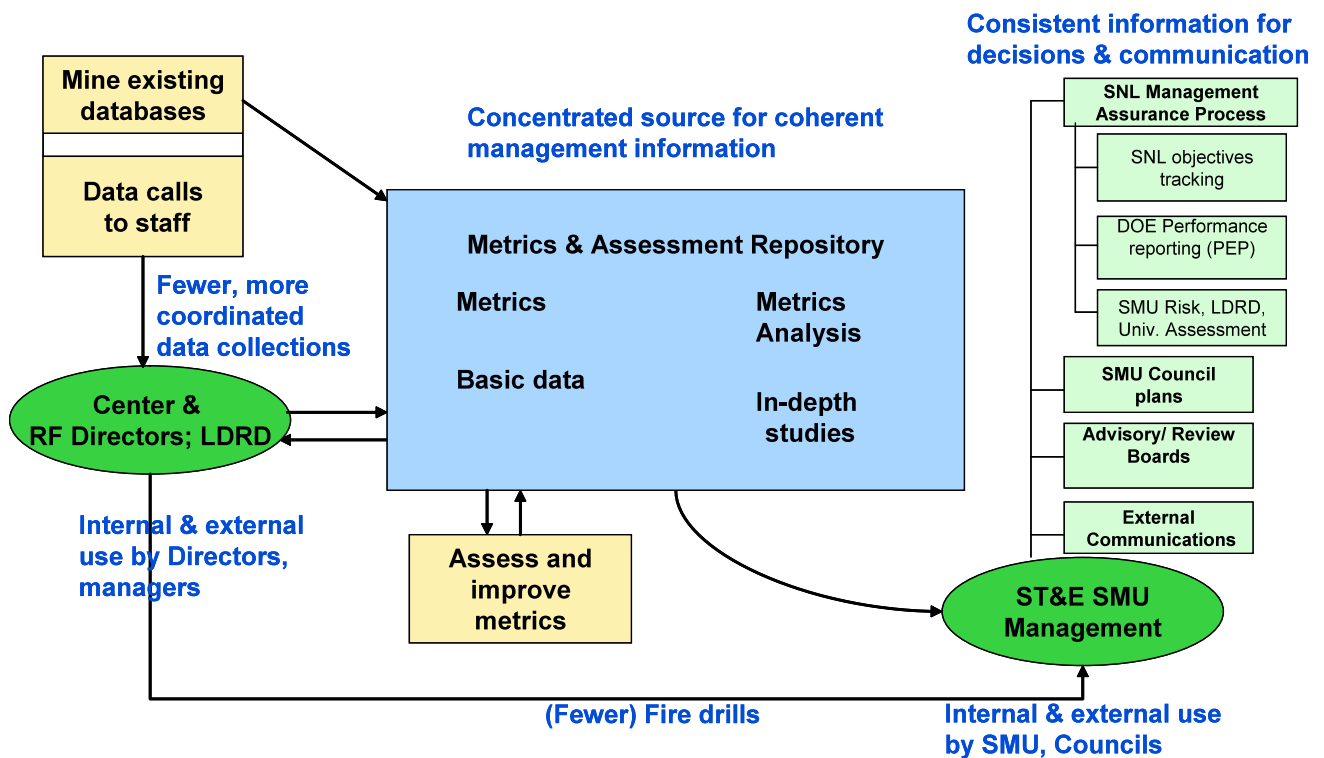 Mine existing
databases
Data calls
to staff
Fewer, more
coordinated
data collections
Center &
RF Directors; LDRD
Internal & external
use by Directors,
managers
Concentrated source for coherent
management information
Metrics & Assessment Repository
Metrics
Basic data
Metrics
Analysis
In-depth
studies
Assess and
improve
metrics
(Fewer) Fire drills
Consistent information for
decisions & communication
SNL Management
Assurance Process
SNL objectives
tracking
DOE Performance
reporting (PEP)
SMU Risk, LDRD,
Univ. Assessment
SMU Council
plans
Advisory/ Review
Boards
External
Communications
ST&E SMU
Management
Internal & external use
by SMU, Councils